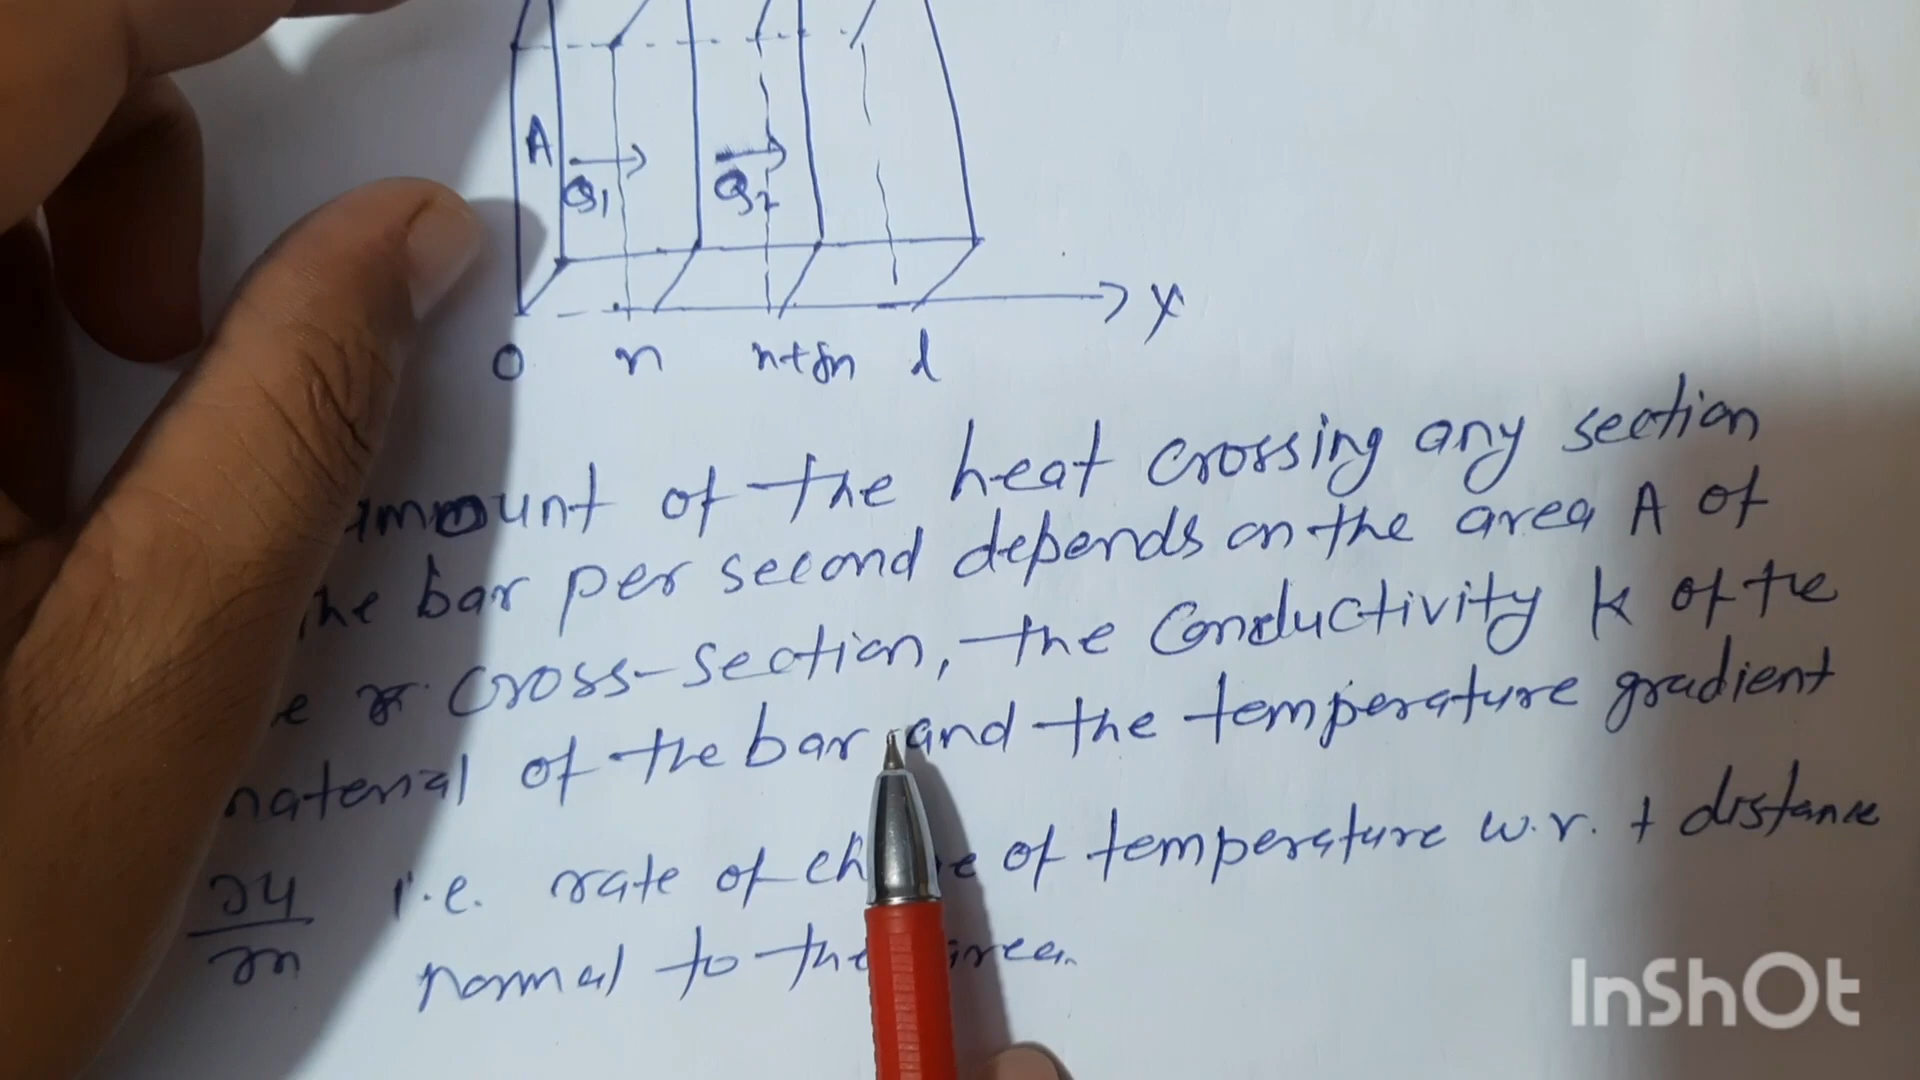 A
Q1
Q2
X
0 x x+δx l
amount of the heat crossing any section
the bar per second depends on the area A of
e cross-section, the conductivity k of the
material of the bar and the temperature gradient
∂u/∂x i.e. rate of ch e of temperature w.r.t distance
normal to the area.
InShOt